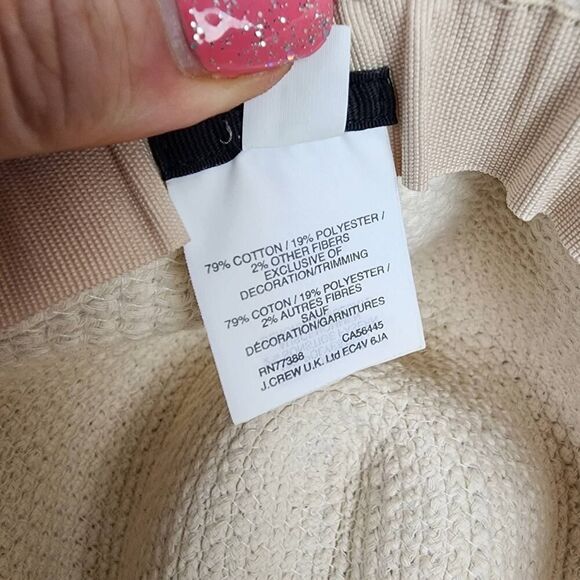 79% COTTON / 19% POLYESTER /
2% OTHER FIBERS
EXCLUSIVE OF
DECORATION/TRIMMING
79% COTON / 19% POLYESTER /
2% AUTRES FIBRES
SAUF
DÉCORATION/GARNITURES
RN77388 CA56445
J.CREW U.K. Ltd EC4V 6JA